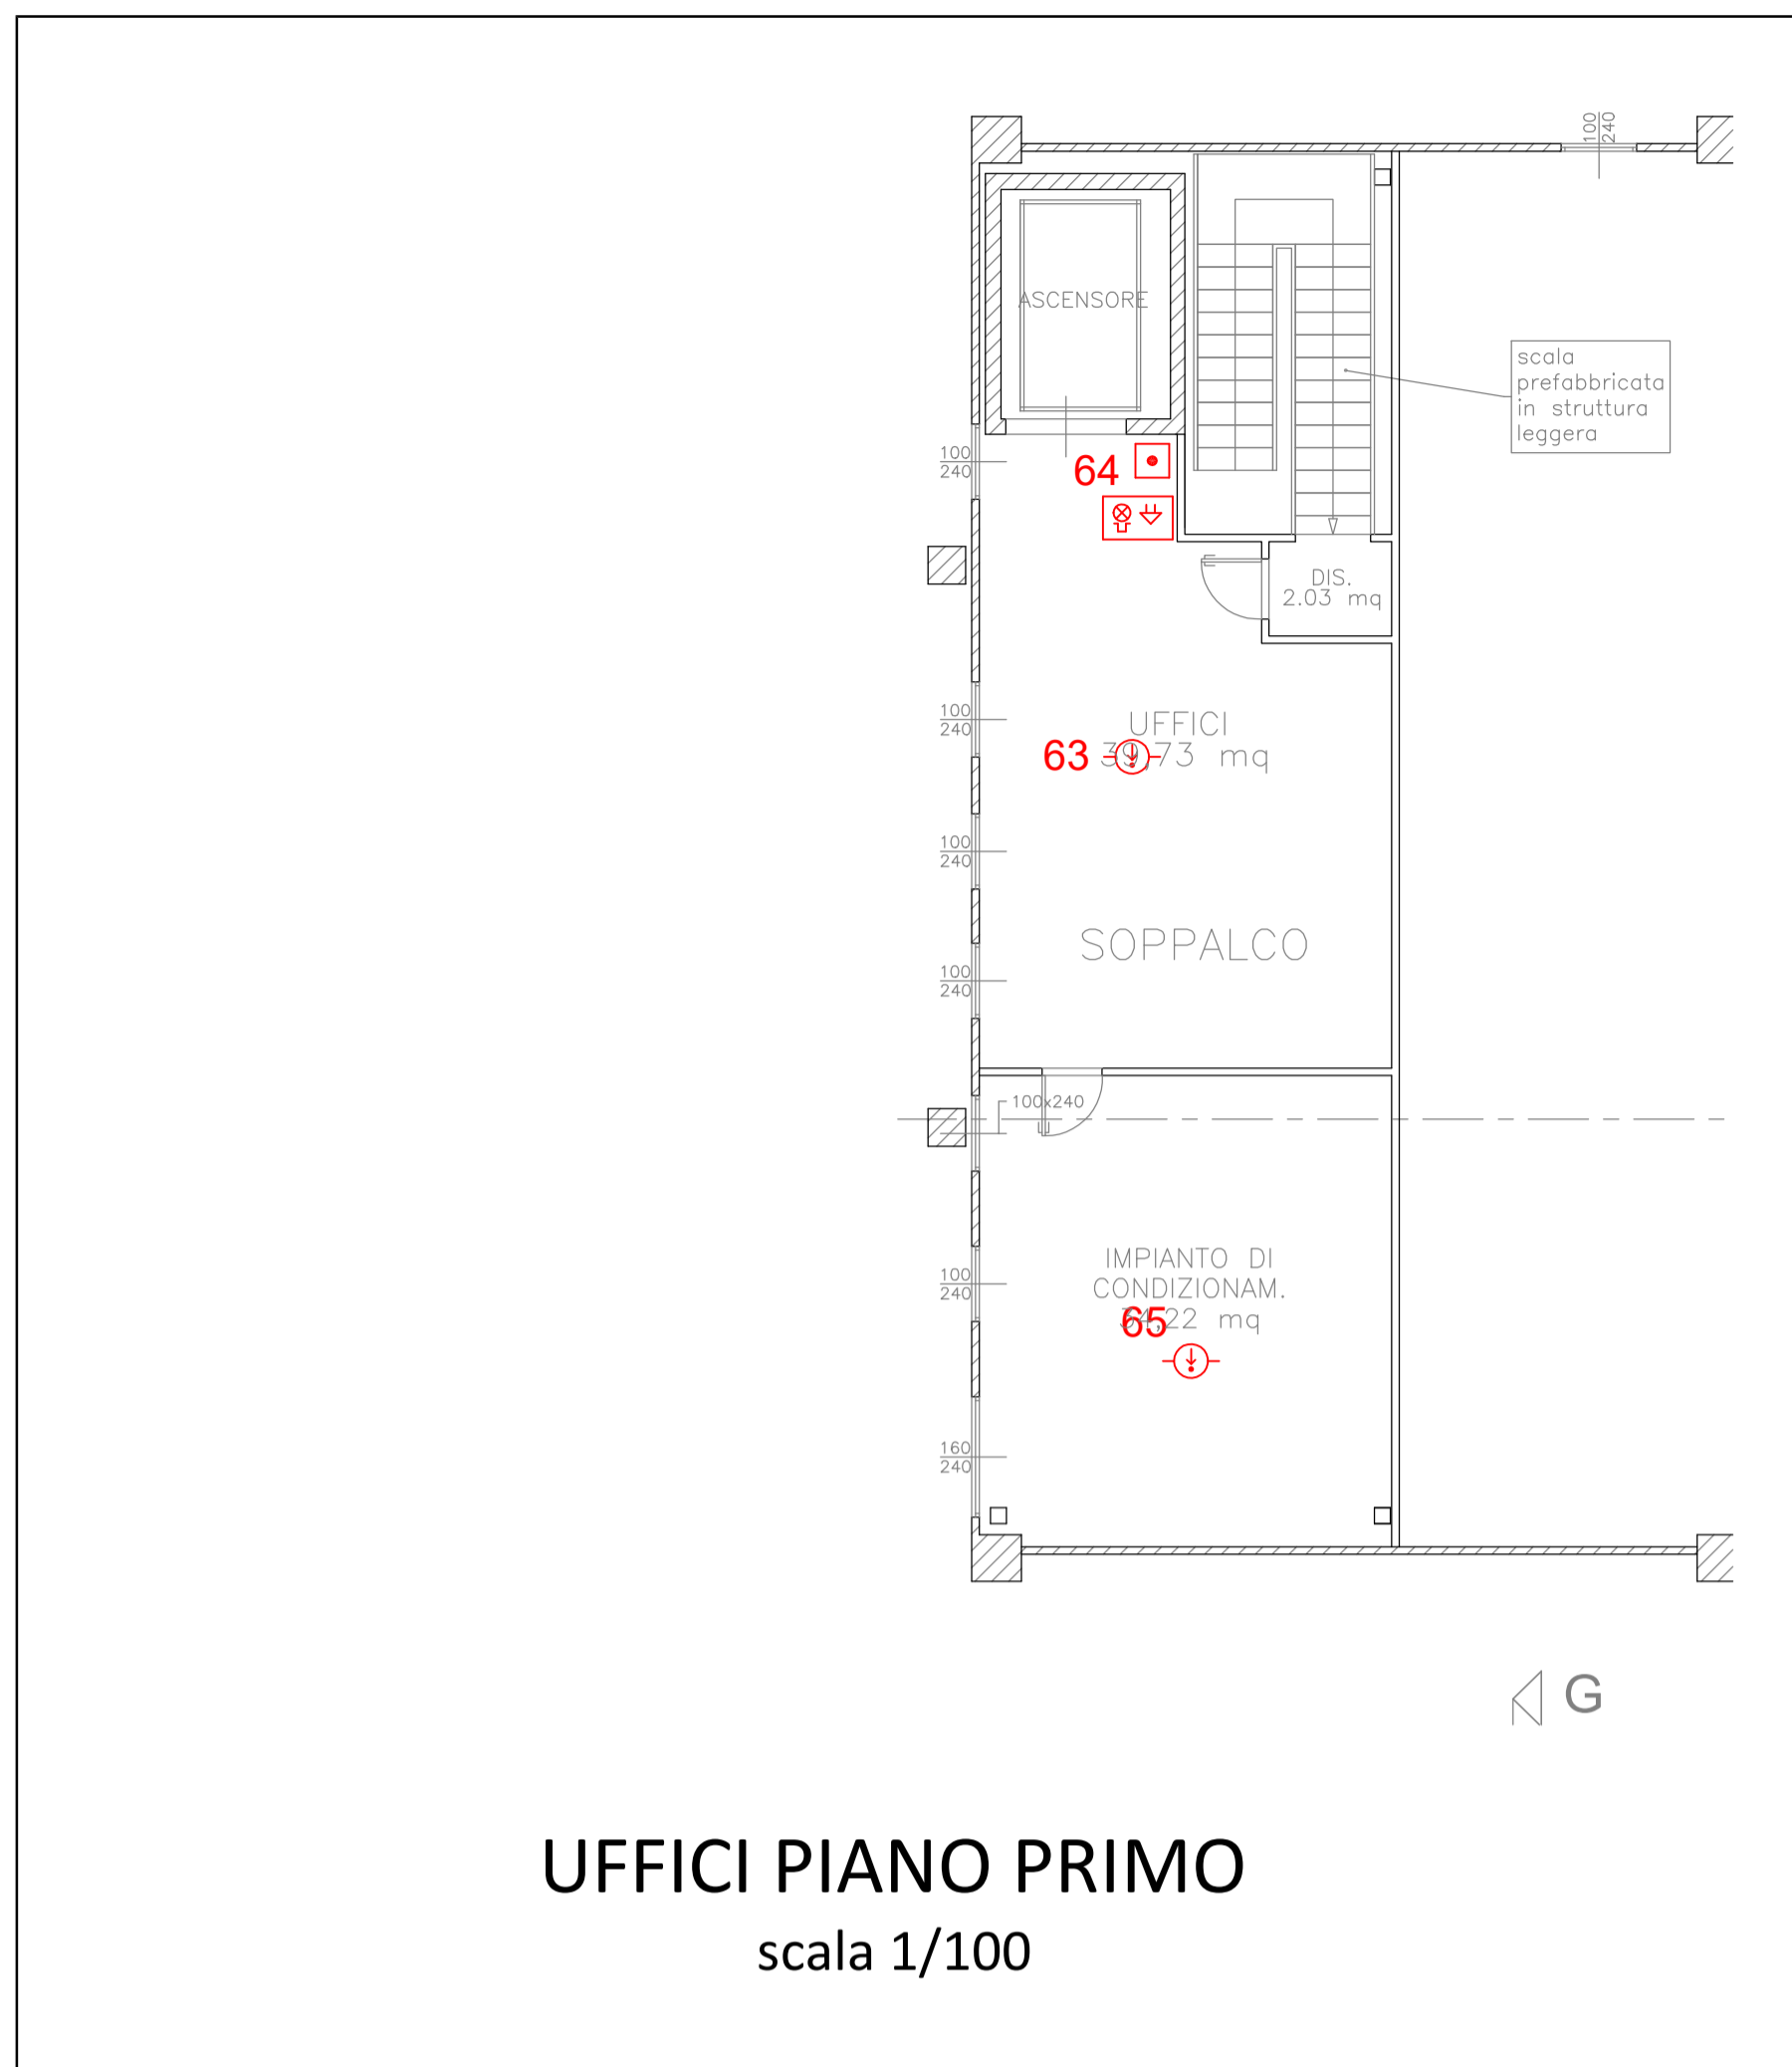 100
240
ASCENSORE
scala
prefabbricata
in struttura
leggera
100
240
64
DIS.
2.03 mq
100
240
UFFICI
63
39,73 mq
100
240
SOPPALCO
100
240
100x240
IMPIANTO DI
CONDIZIONAM.
100
240
34,22 mq
65
160
240
G
UFFICI PIANO PRIMO
scala 1/100